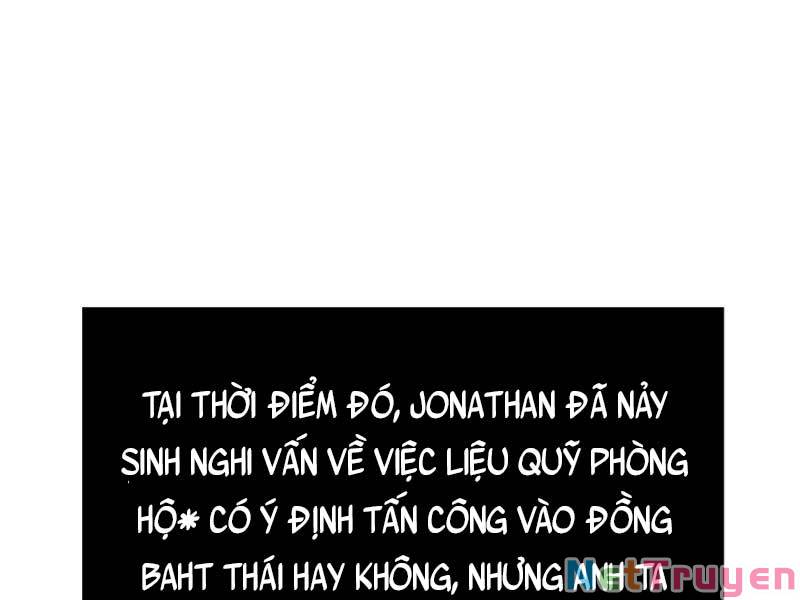 TẠI THỜI ĐIỂM ĐÓ, JONATHAN ĐÃ NẢY
SINH NGHI VẤN VỀ VIỆC LIỆU QUỸ PHÒNG
HỘ* CÓ Ý ĐỊNH TẤN CÔNG VÀO ĐỒNG
BAHT THÁI HAY KHÔNG, NHƯNG ANH TA
NetTruyen